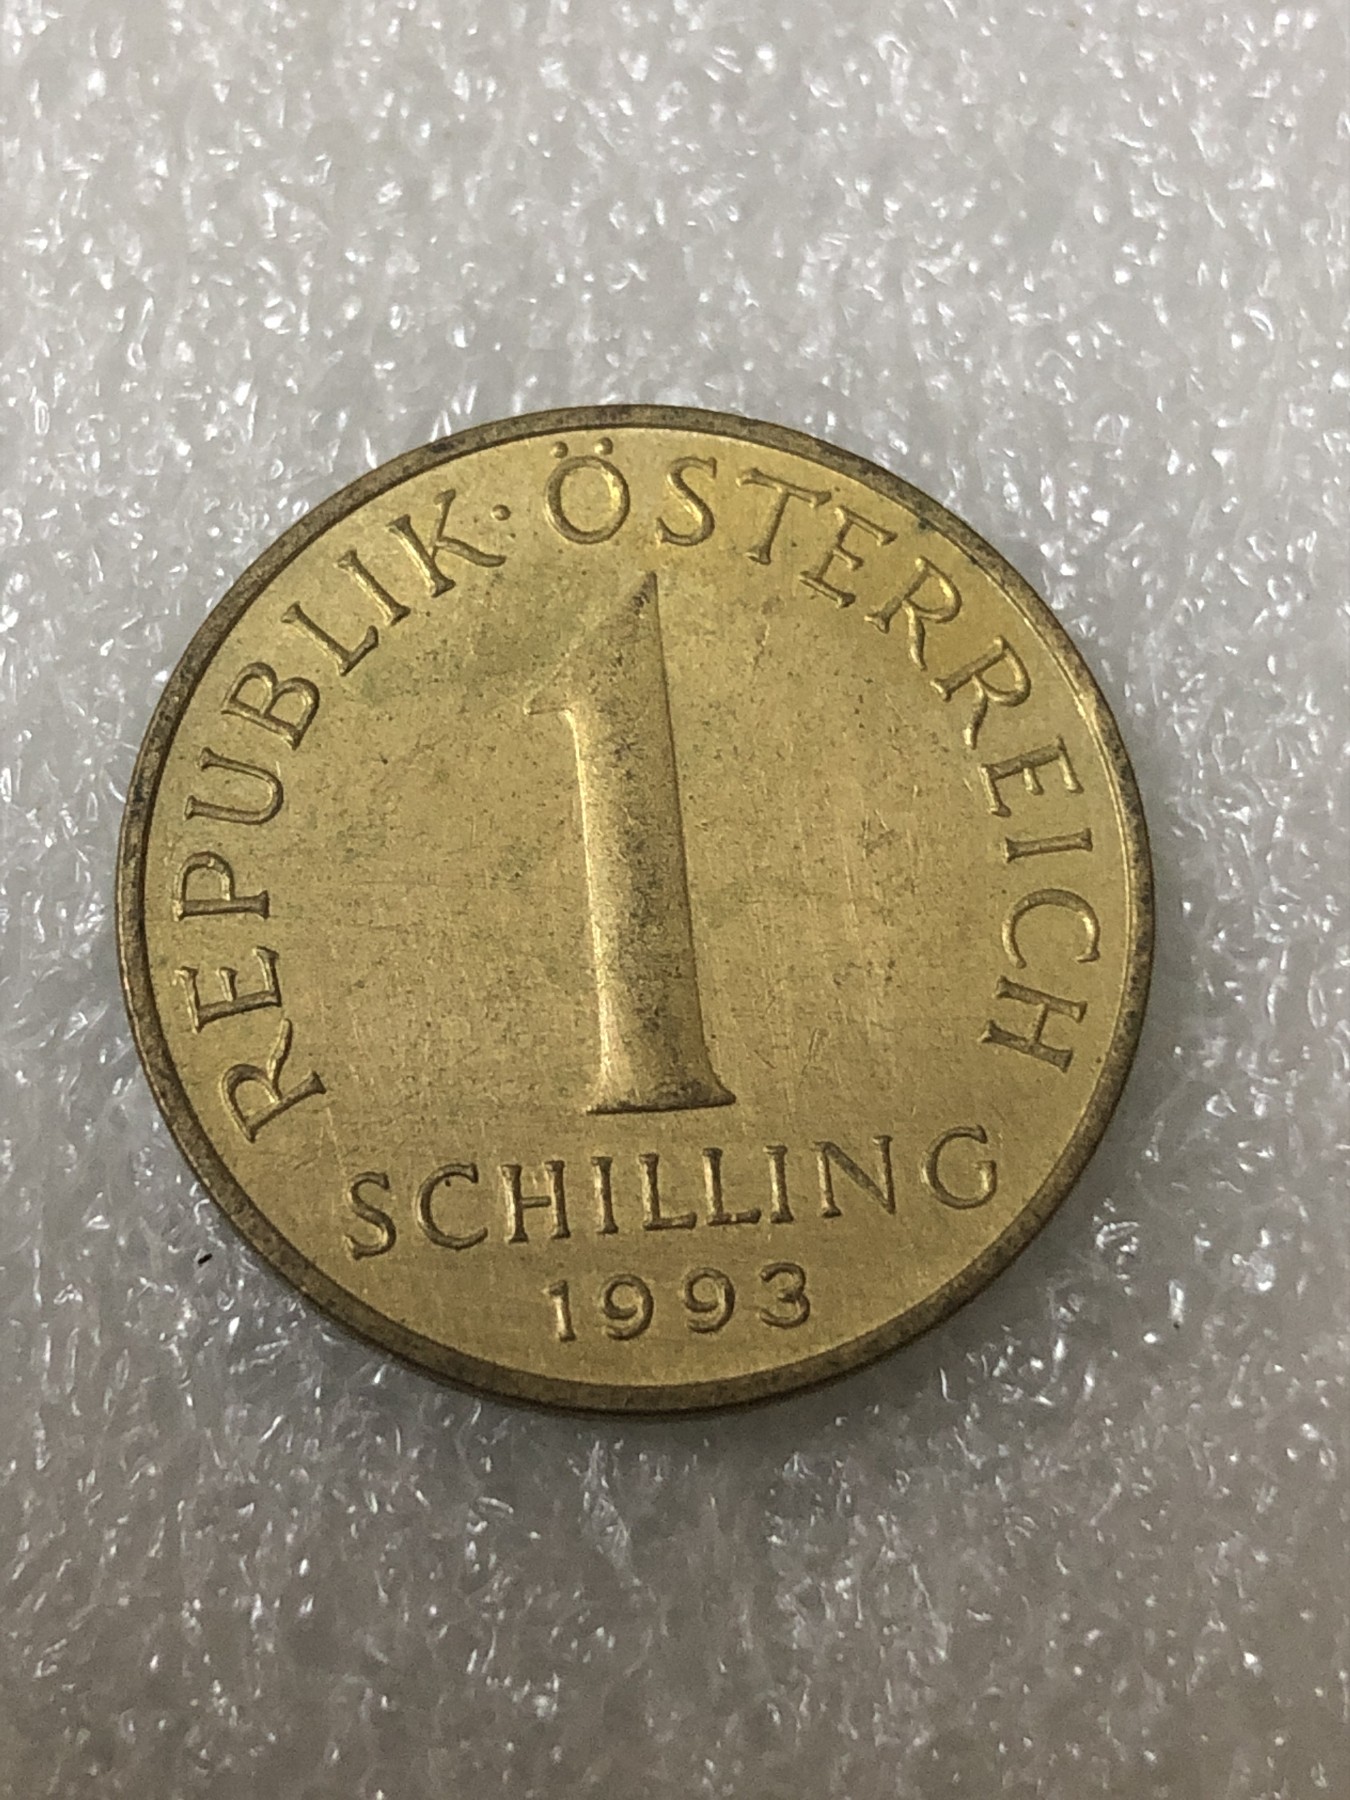 REPUBLIK · ÖSTERREICH
1
SCHILLING
1993